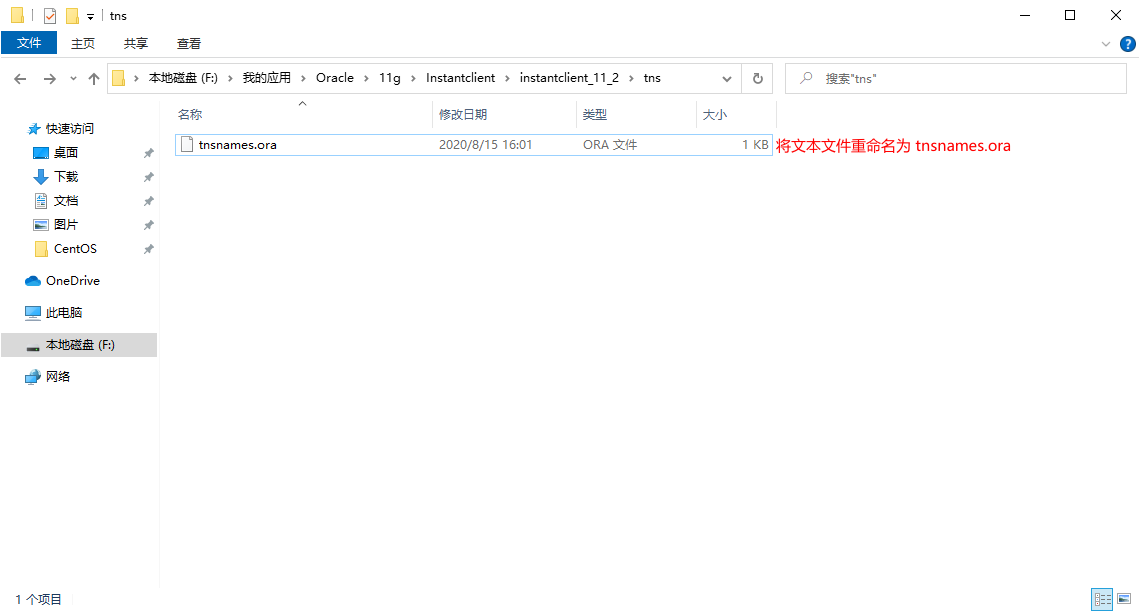 tns
文件 主页 共享 查看
本地磁盘 (F:) 我的应用 Oracle 11g Instantclient instantclient_11_2 tns 搜索"tns"
名称 修改日期 类型 大小
tnsnames.ora 2020/8/15 16:01 ORA 文件 1 KB 将文本文件重命名为 tnsnames.ora
快速访问
桌面
下载
文档
图片
CentOS
OneDrive
此电脑
本地磁盘 (F:)
网络
1 个项目